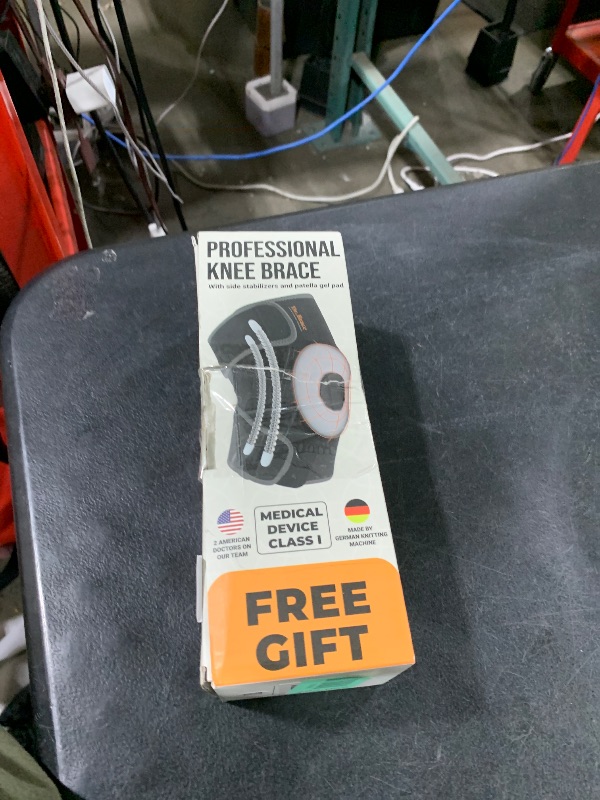 PROFESSIONAL
KNEE BRACE
With side stabilizers and patella gel pad
MEDICAL
DEVICE
CLASS I
2 AMERICAN
DOCTORS ON
OUR TEAM
MADE BY
GERMAN KNITTING
MACHINE
FREE
GIFT